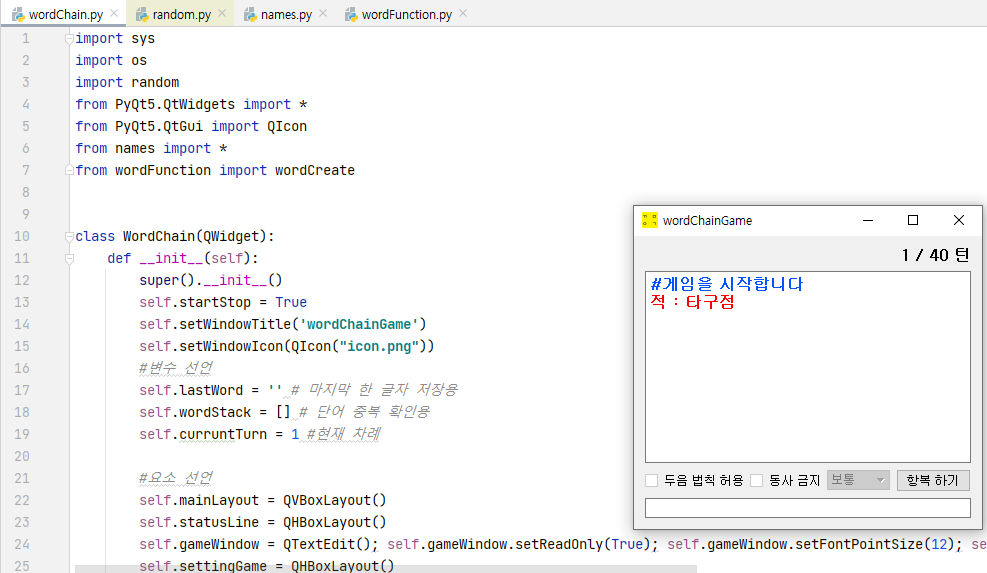 wordChain.py random.py names.py wordFunction.py
1 import sys
2 import os
3 import random
4 from PyQt5.QtWidgets import *
5 from PyQt5.QtGui import QIcon
6 from names import *
7 from wordFunction import wordCreate
8
9
10 class WordChain(QWidget):
11 def __init__(self):
12 super().__init__()
13 self.startStop = True
14 self.setWindowTitle('wordChainGame')
15 self.setWindowIcon(QIcon("icon.png"))
16 #변수 선언
17 self.lastWord = '' # 마지막 한 글자 저장용
18 self.wordStack = [] # 단어 중복 확인용
19 self.curruntTurn = 1 #현재 차례
20
21 #요소 선언
22 self.mainLayout = QVBoxLayout()
23 self.statusLine = QHBoxLayout()
24 self.gameWindow = QTextEdit(); self.gameWindow.setReadOnly(True); self.gameWindow.setFontPointSize(12); se
25 self.settingGame = QHBoxLayout()
wordChainGame
1 / 40 턴
#게임을 시작합니다
적 : 타구점
두음 법칙 허용 동사 금지 보통 항복 하기